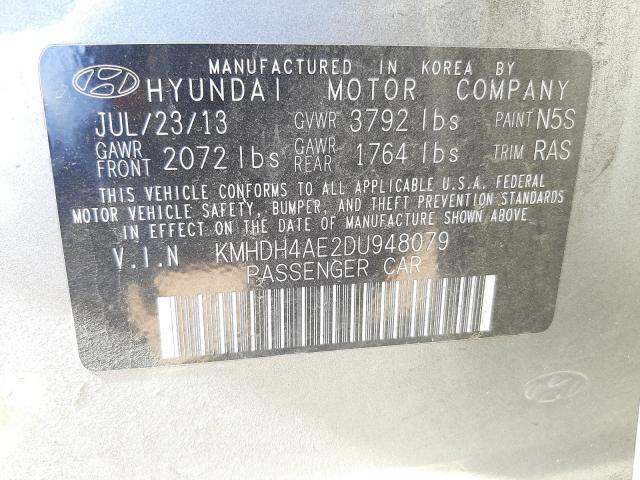 MANUFACTURED IN KOREA BY
HYUNDAI MOTOR COMPANY
JUL/23/13 GVWR 3792 lbs PAINT N5S
GAWR FRONT 2072 lbs GAWR REAR 1764 lbs TRIM RAS
THIS VEHICLE CONFORMS TO ALL APPLICABLE U.S.A. FEDERAL
MOTOR VEHICLE SAFETY, BUMPER, AND THEFT PREVENTION STANDARDS
IN EFFECT ON THE DATE OF MANUFACTURE SHOWN ABOVE.
V.I.N KMHDH4AE2DU948079
PASSENGER CAR